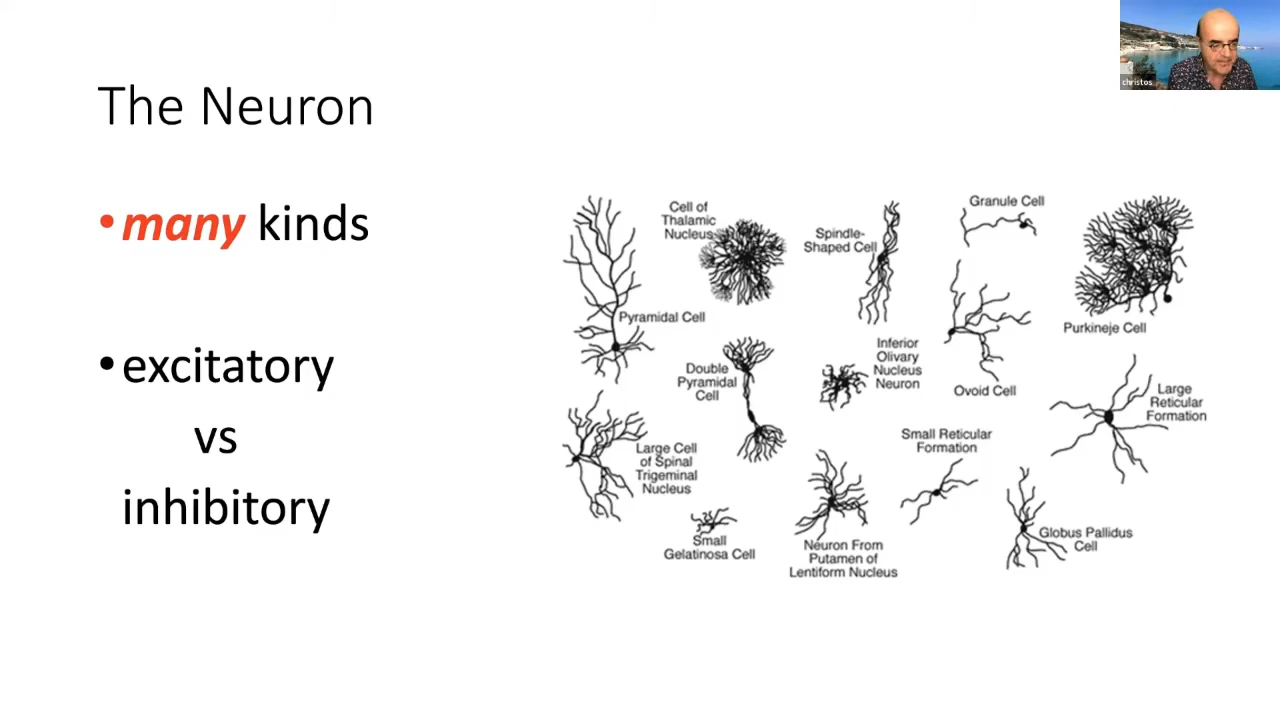 christos
The Neuron
•many kinds
•excitatory
vs
inhibitory
Cell of
Thalamic
Nucleus
Spindle-
Shaped Cell
Granule Cell
Pyramidal Cell
Purkineje Cell
Double
Pyramidal
Cell
Inferior
Olivary
Nucleus
Neuron
Ovoid Cell
Large
Reticular
Formation
Large Cell
of Spinal
Trigeminal
Nucleus
Small Reticular
Formation
Small
Gelatinosa Cell
Neuron From
Putamen of
Lentiform Nucleus
Globus Pallidus
Cell